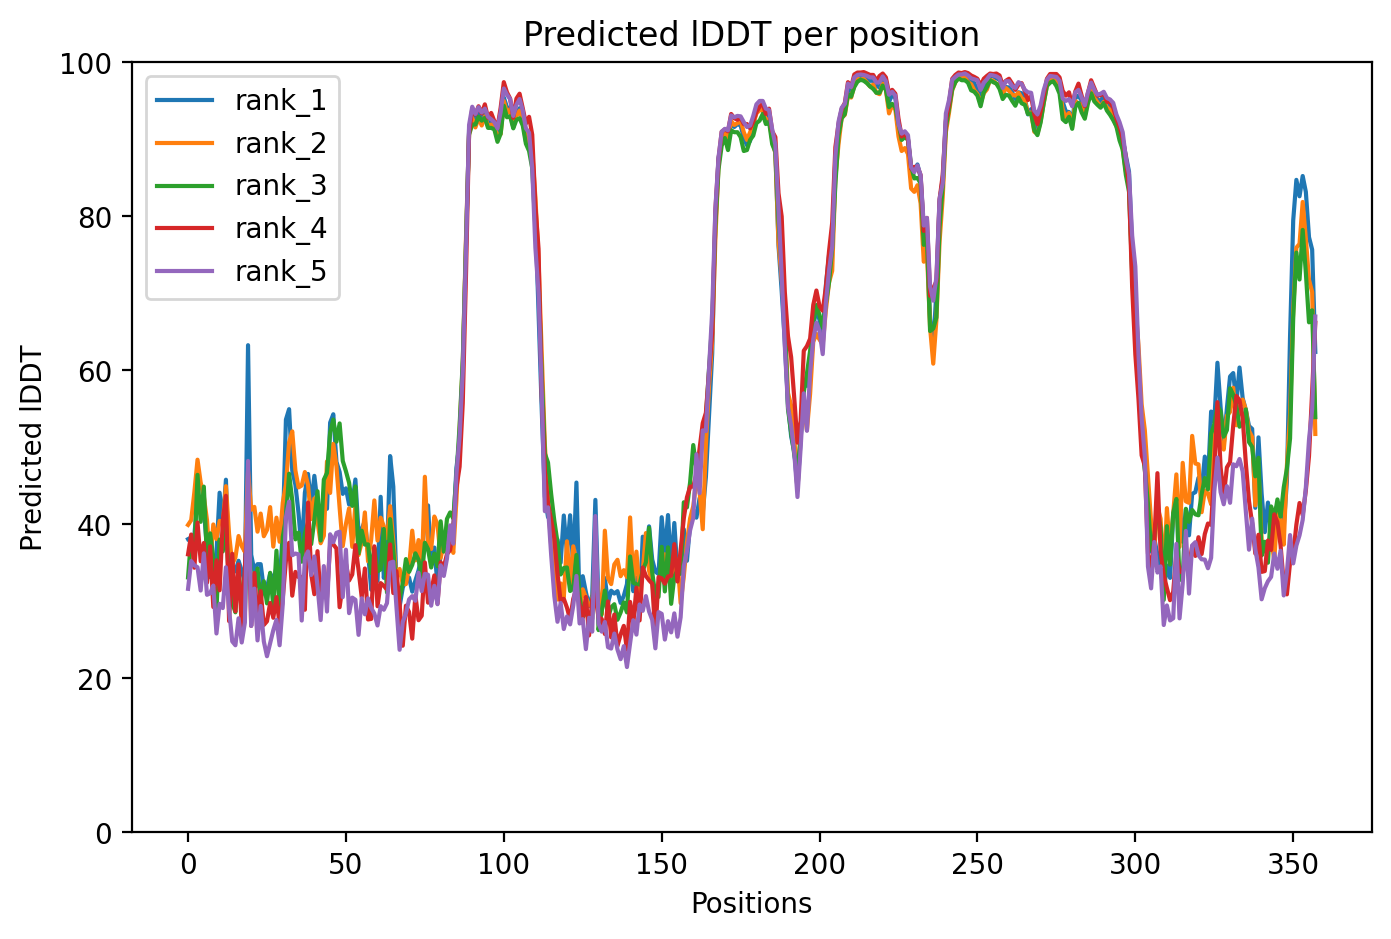 Predicted lDDT per position
100
80
60
40
20
0
Predicted lDDT
rank_1
rank_2
rank_3
rank_4
rank_5
0 50 100 150 200 250 300 350
Positions